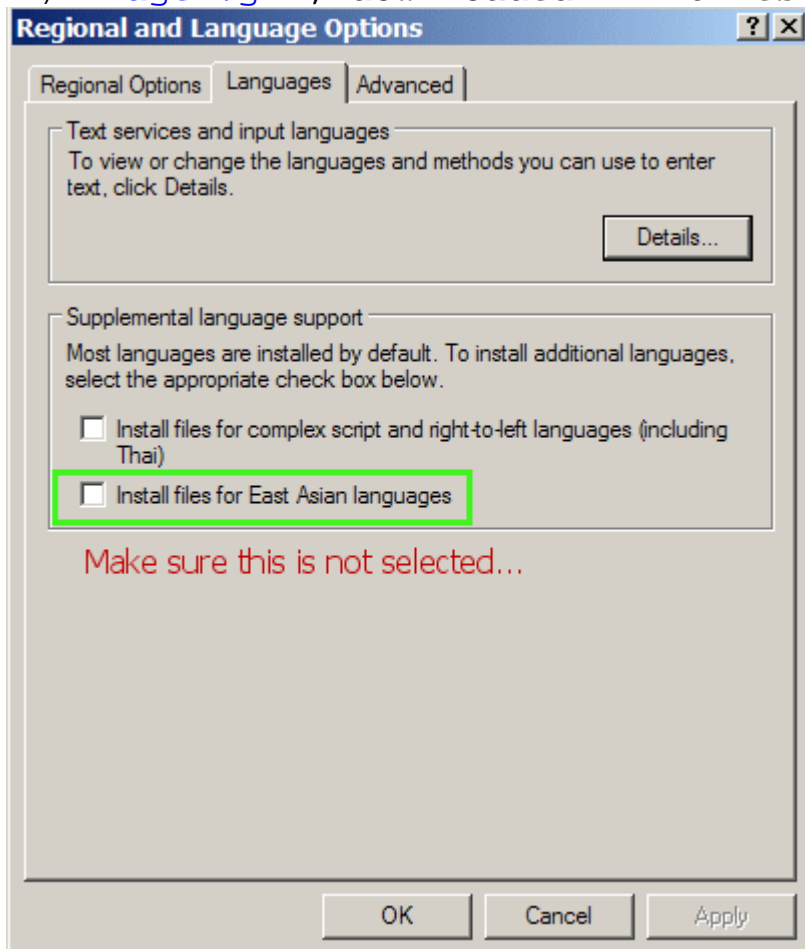 Regional and Language Options
Regional Options Languages Advanced
Text services and input languages
To view or change the languages and methods you can use to enter
text, click Details.
Details...
Supplemental language support
Most languages are installed by default. To install additional languages,
select the appropriate check box below.
Install files for complex script and right-to-left languages (including
Thai)
Install files for East Asian languages
Make sure this is not selected...
OK Cancel Apply